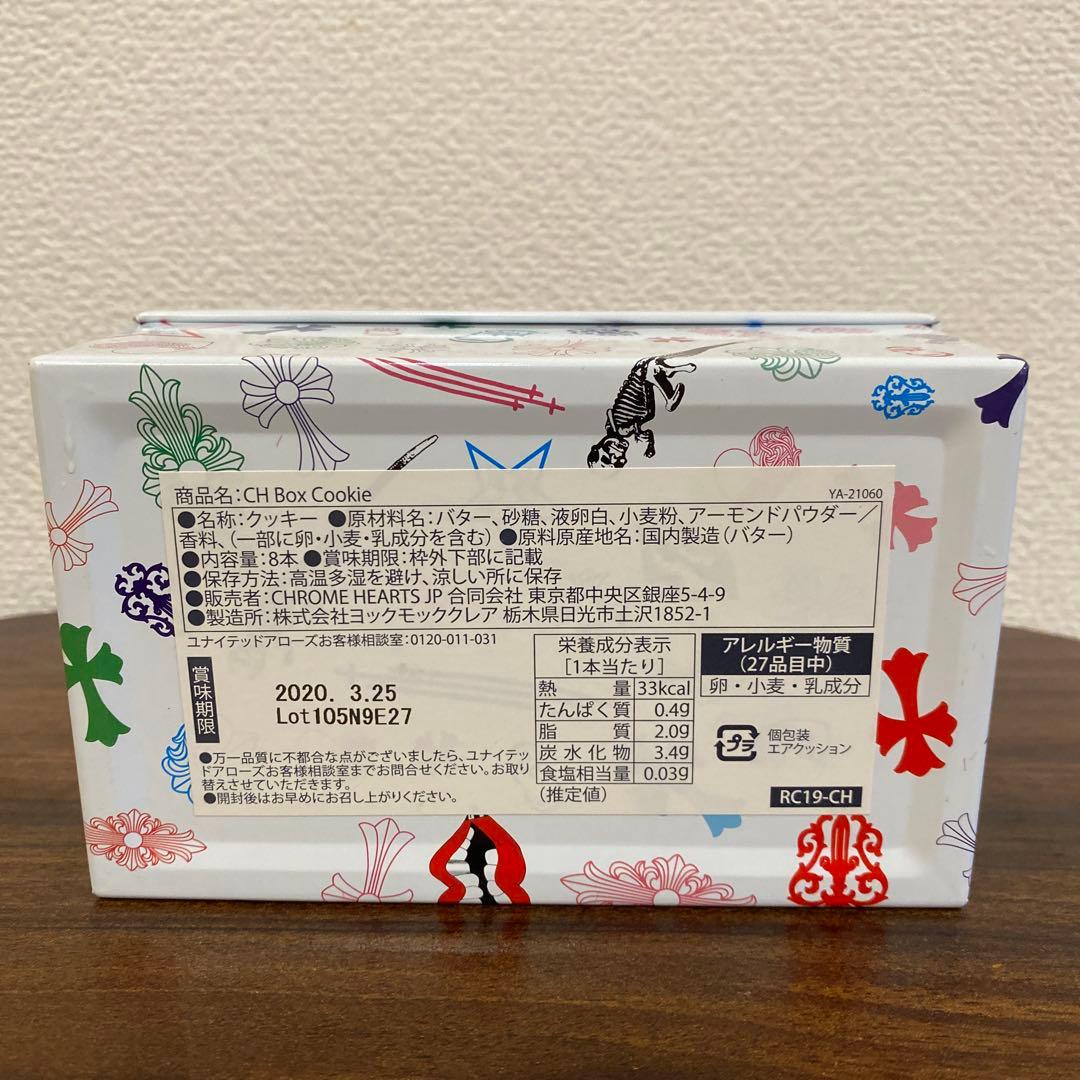 商品名：CH Box Cookie
YA-21060
●名称：クッキー ●原材料名：バター、砂糖、液卵白、小麦粉、アーモンドパウダー／
香料、（一部に卵・小麦・乳成分を含む）●原料原産地名：国内製造（バター）
●内容量：8本 ●賞味期限：枠外下部に記載
●保存方法：高温多湿を避け、涼しい所に保存
●販売者：CHROME HEARTS JP 合同会社 東京都中央区銀座5-4-9
●製造所：株式会社ヨックモッククレア 栃木県日光市土沢1852-1
ユナイテッドアローズお客様相談室：0120-011-031
賞味期限
2020. 3.25
Lot105N9E27
●万一品質に不都合な点がございましたら、ユナイテッ
ドアローズお客様相談室までお問合せください。お取り
替えさせていただきます。
●開封後はお早めにお召し上がりください。
栄養成分表示
［1本当たり］
熱量 33kcal
たんぱく質 0.4g
脂質 2.0g
炭水化物 3.4g
食塩相当量 0.03g
（推定値）
アレルギー物質
（27品目中）
卵・小麦・乳成分
プラ
個包装
エアクッション
RC19-CH